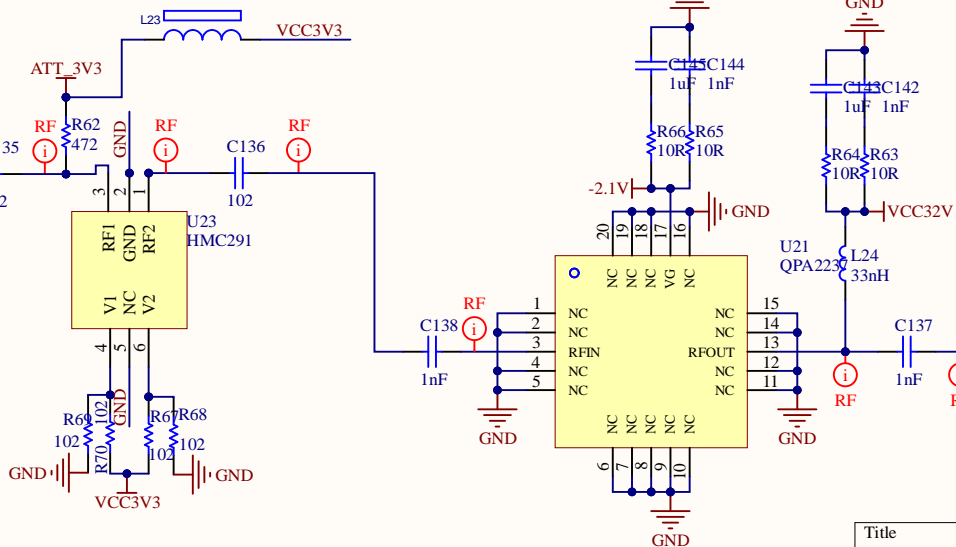 L23
VCC3V3
ATT_3V3
R62
472
GND
RF
i
RF
i
RF
i
35
2
C136
102
3
2
1
U23
HMC291
RF1
GND
RF2
V1
NC
V2
4
5
6
R69
102
R70
102
GND
R67
102
R68
102
GND
GND
VCC3V3
C145
1uF
C144
1nF
R66
10R
R65
10R
-2.1V
GND
20
19
18
17
16
NC
NC
NC
VG
NC
GND
C143
1uF
C142
1nF
R64
10R
R63
10R
VCC32V
U21
QPA2237
L24
33nH
RF
i
C138
1nF
1
2
3
4
5
NC
NC
RFIN
NC
NC
15
14
13
12
11
NC
NC
RFOUT
NC
NC
NC
NC
NC
NC
NC
6
7
8
9
10
GND
GND
GND
i
RF
C137
1nF
Title